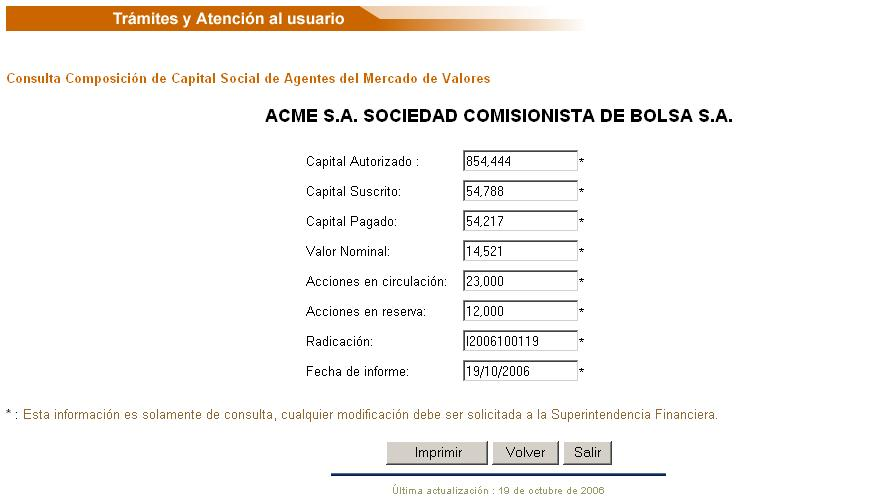 Trámites y Atención al usuario
Consulta Composición de Capital Social de Agentes del Mercado de Valores
ACME S.A. SOCIEDAD COMISIONISTA DE BOLSA S.A.
Capital Autorizado : 854,444 *
Capital Suscrito: 54,788 *
Capital Pagado: 54,217 *
Valor Nominal: 14,521 *
Acciones en circulación: 23,000 *
Acciones en reserva: 12,000 *
Radicación: I2006100119 *
Fecha de informe: 19/10/2006 *
* : Esta información es solamente de consulta, cualquier modificación debe ser solicitada a la Superintendencia Financiera.
Imprimir Volver Salir
Última actualización : 19 de octubre de 2006